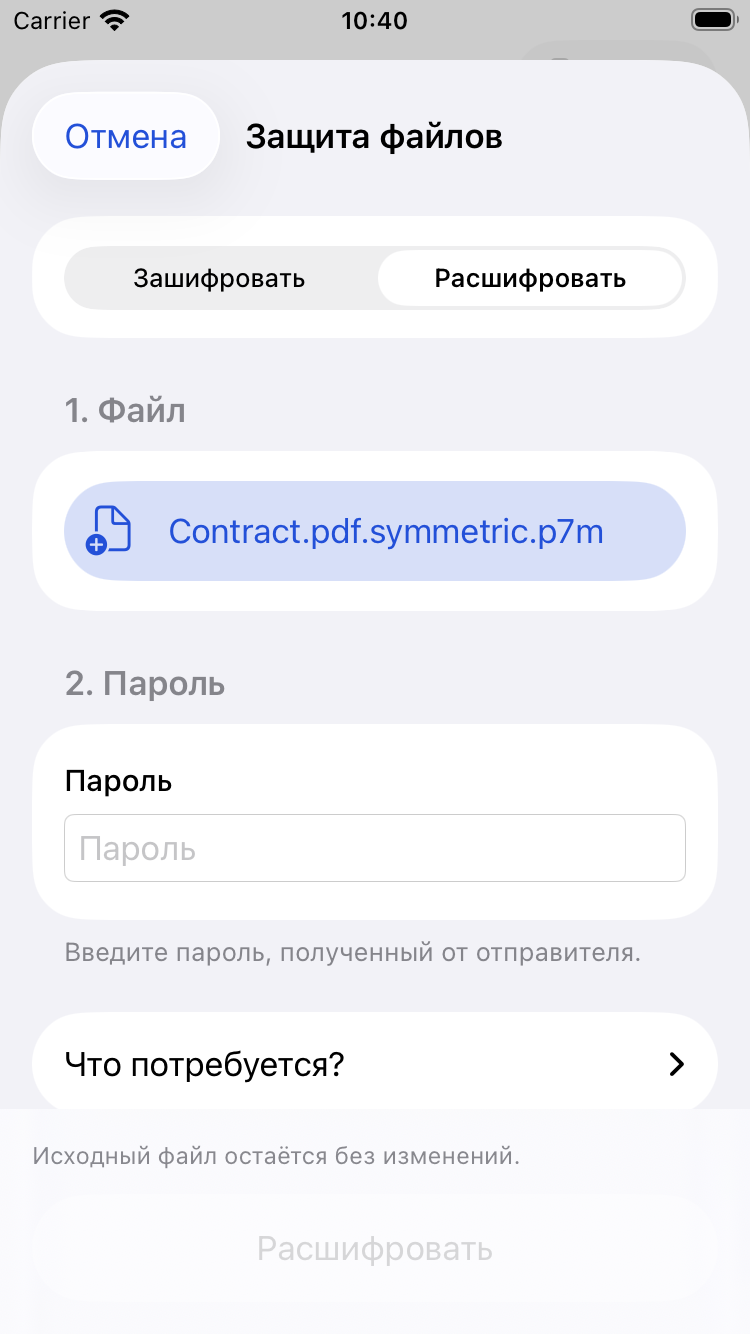 Carrier 10:40
Отмена Защита файлов
Зашифровать Расшифровать
1. Файл
Contract.pdf.symmetric.p7m
2. Пароль
Пароль
Пароль
Введите пароль, полученный от отправителя.
Что потребуется?
Исходный файл остаётся без изменений.
Расшифровать